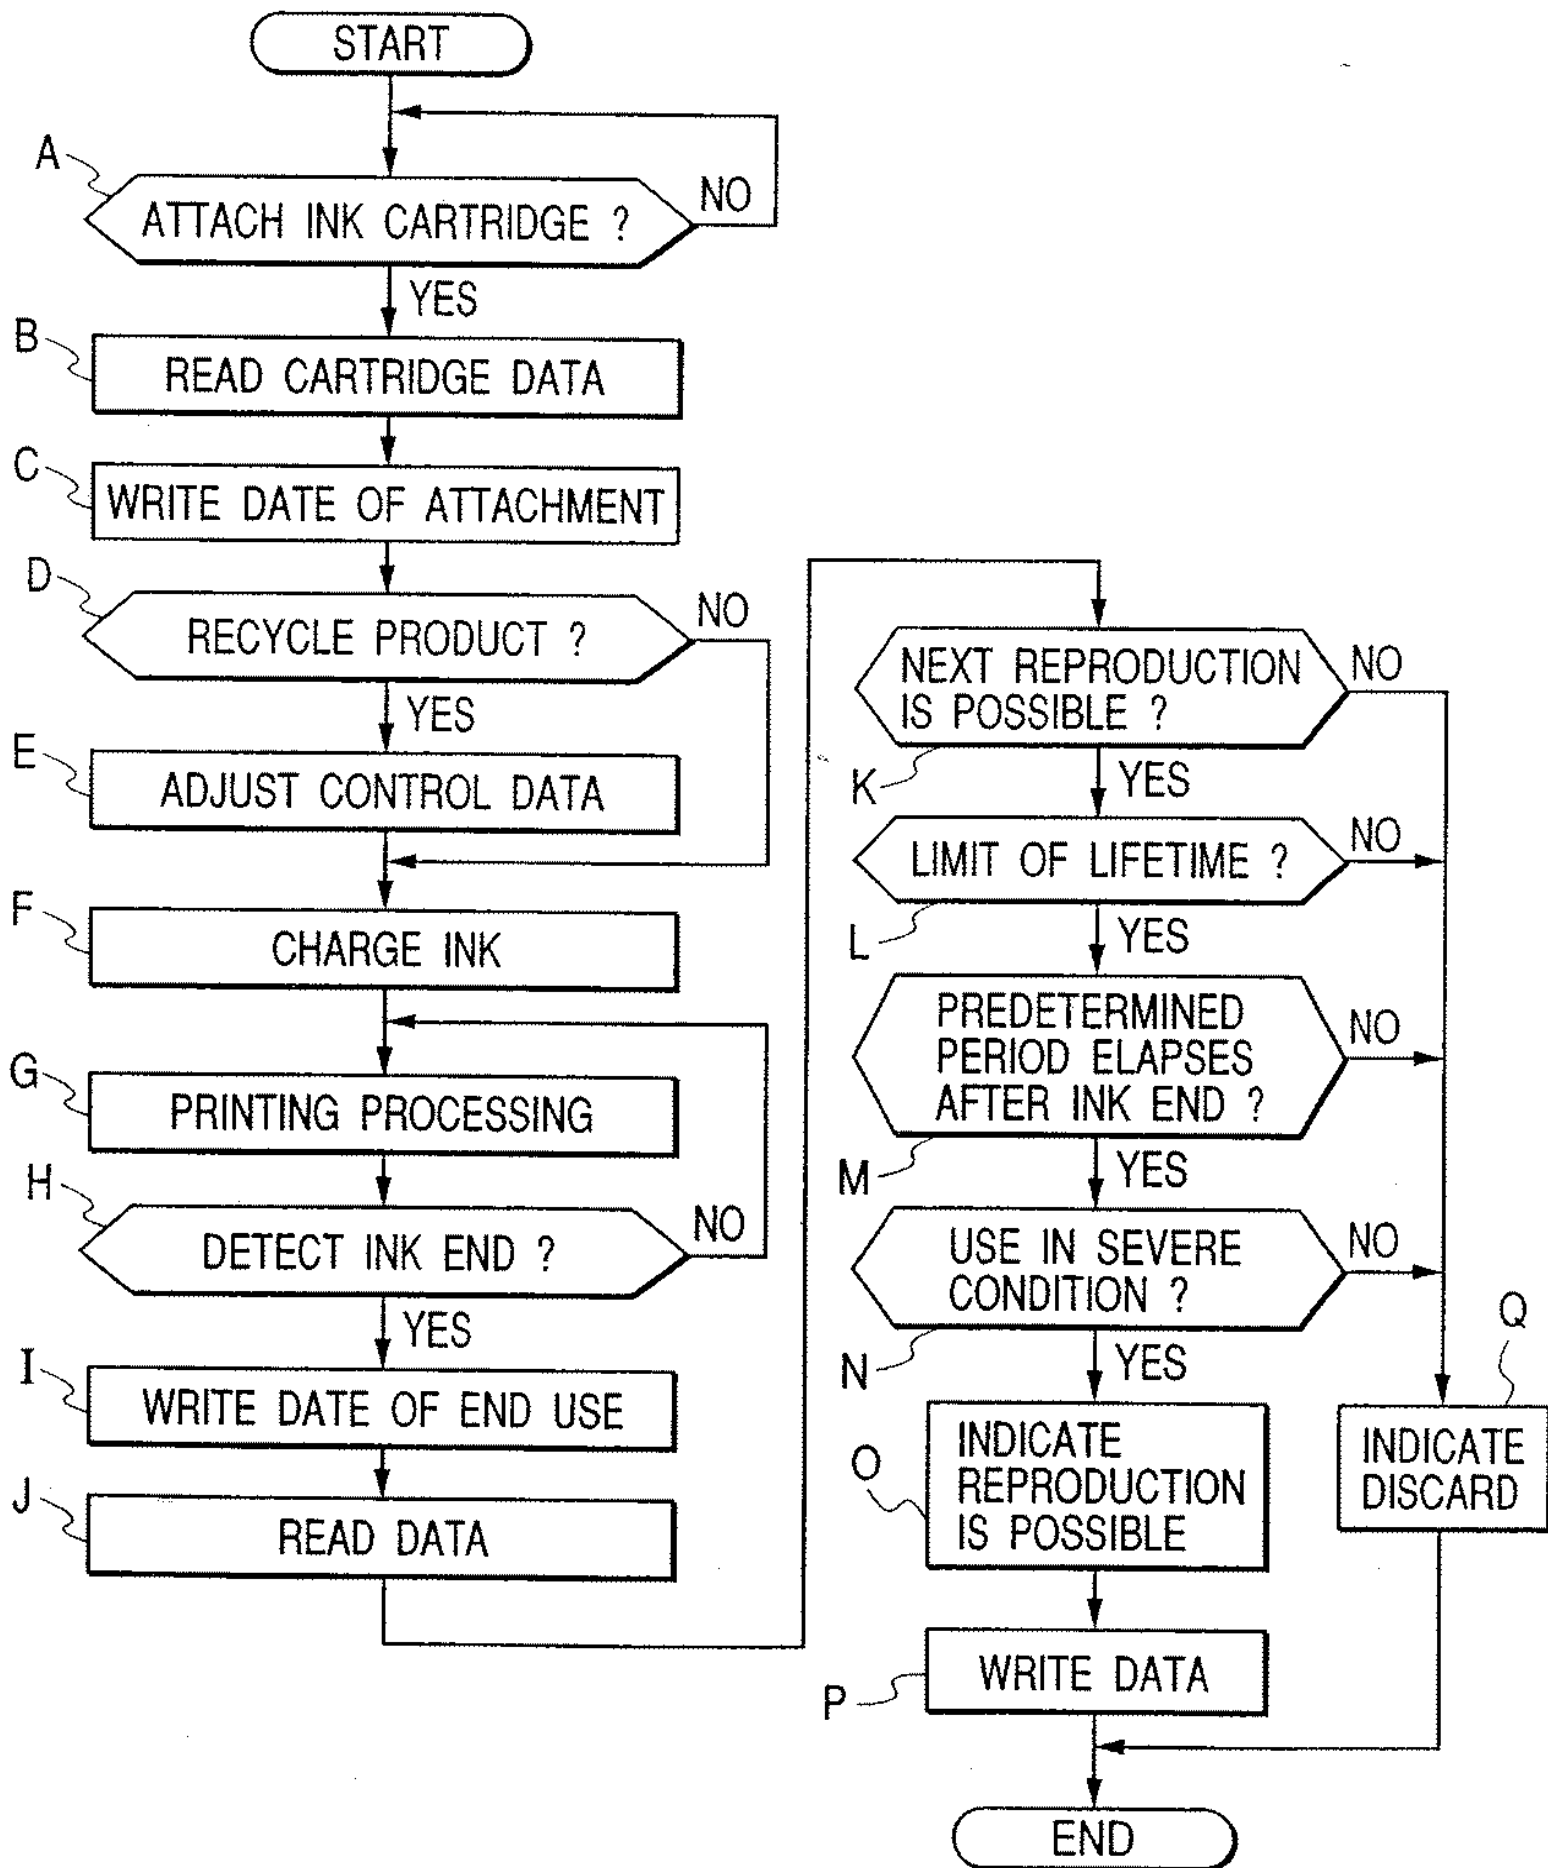 START
A
ATTACH INK CARTRIDGE ?
NO
YES
B
READ CARTRIDGE DATA
C
WRITE DATE OF ATTACHMENT
D
RECYCLE PRODUCT ?
NO
YES
E
ADJUST CONTROL DATA
F
CHARGE INK
G
PRINTING PROCESSING
H
DETECT INK END ?
NO
YES
I
WRITE DATE OF END USE
J
READ DATA
NEXT REPRODUCTION
IS POSSIBLE ?
NO
K
YES
LIMIT OF LIFETIME ?
NO
L
YES
PREDETERMINED
PERIOD ELAPSES
AFTER INK END ?
NO
M
YES
USE IN SEVERE
CONDITION ?
NO
N
YES
O
INDICATE
REPRODUCTION
IS POSSIBLE
Q
INDICATE
DISCARD
P
WRITE DATA
END